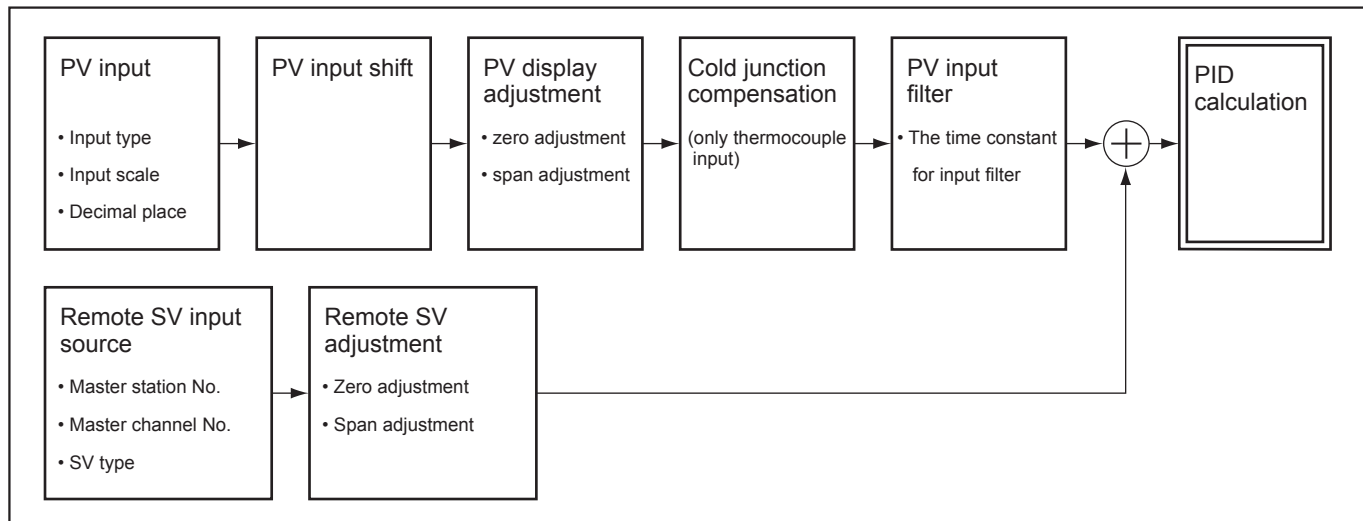 PV input
• Input type
• Input scale
• Decimal place
PV input shift
PV display
adjustment
• zero adjustment
• span adjustment
Cold junction
compensation
(only thermocouple
input)
PV input
filter
• The time constant
for input filter
PID
calculation
Remote SV input
source
• Master station No.
• Master channel No.
• SV type
Remote SV
adjustment
• Zero adjustment
• Span adjustment